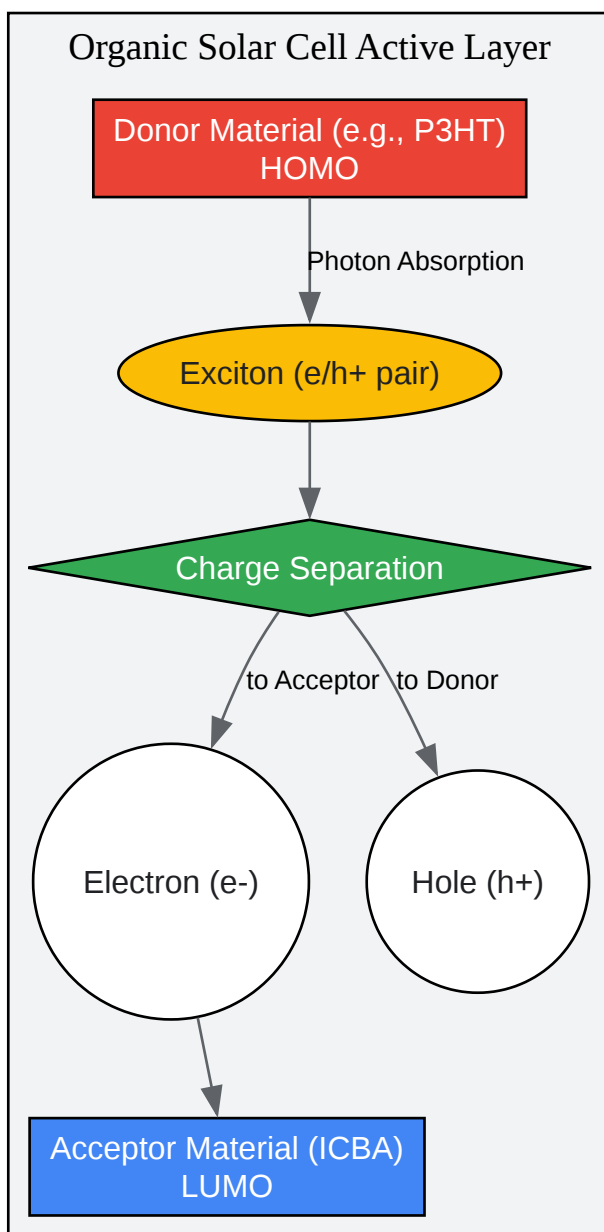 Organic Solar Cell Active Layer
Donor Material (e.g., P3HT)
HOMO
Photon Absorption
Exciton (e/h+ pair)
Charge Separation
to Acceptor
to Donor
Electron (e-)
Hole (h+)
Acceptor Material (ICBA)
LUMO